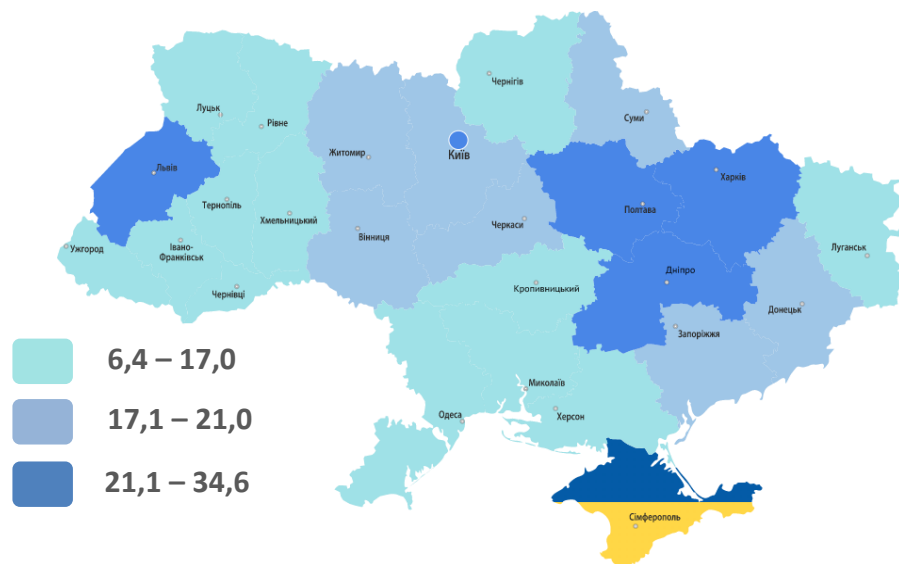 Чернігів
Луцьк
Рівне
Суми
Житомир
Київ
Львів
Харків
Тернопіль
Хмельницький
Полтава
Черкаси
Вінниця
Ужгород
Івано-
Франківськ
Луганськ
Дніпро
Чернівці
Кропивницький
Донецьк
Запоріжжя
6,4 – 17,0
Миколаїв
17,1 – 21,0
Одеса
Херсон
21,1 – 34,6
Сімферополь